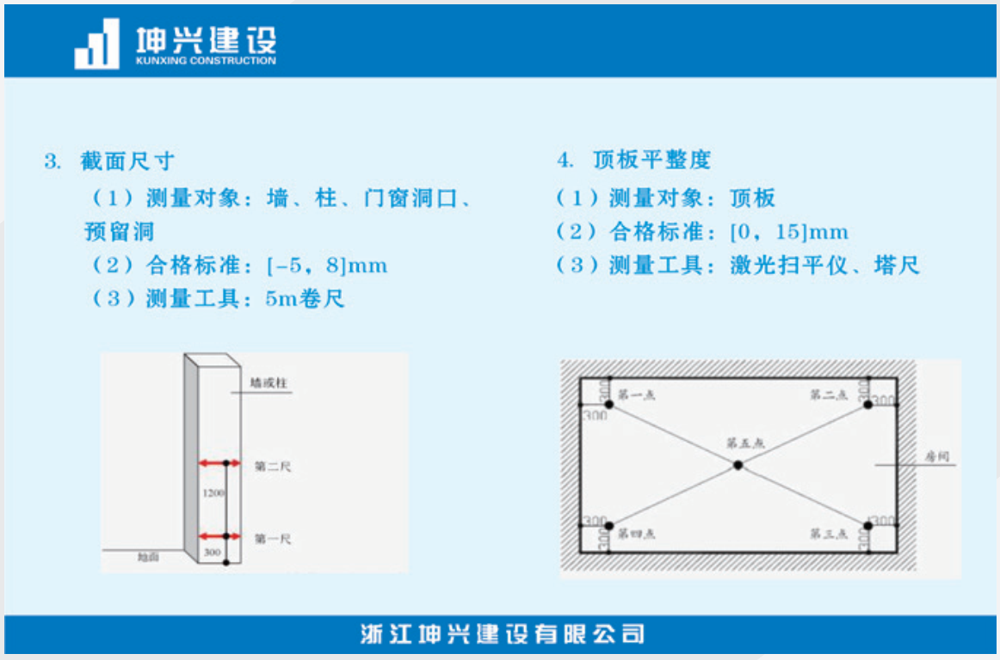 坤兴建设
KUNXING CONSTRUCTION
3. 截面尺寸
（1）测量对象：墙、柱、门窗洞口、
预留洞
（2）合格标准：[-5，8]mm
（3）测量工具：5m卷尺
墙或柱
第二尺
1200
第一尺
300
地面
4. 顶板平整度
（1）测量对象：顶板
（2）合格标准：[0，15]mm
（3）测量工具：激光扫平仪、塔尺
300
第一点
300
第二点
300
300
第五点
房间
300
第四点
300
第三点
300
300
浙江坤兴建设有限公司